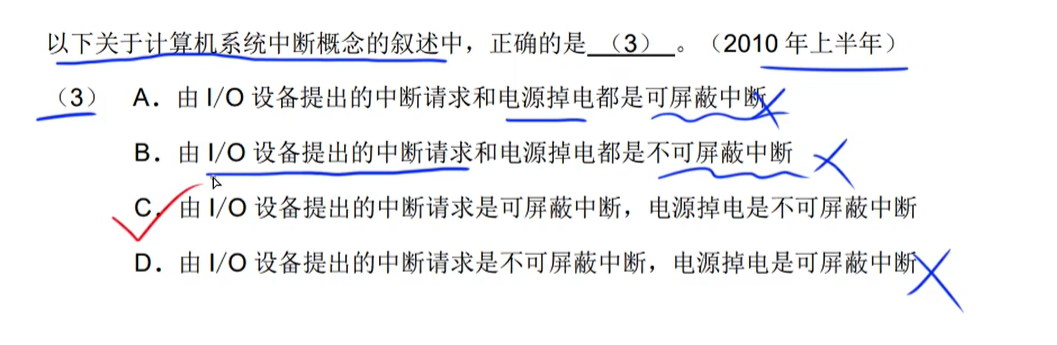 以下关于计算机系统中断概念的叙述中，正确的是（3）。（2010 年上半年）
（3） A．由 I/O 设备提出的中断请求和电源掉电都是可屏蔽中断
B．由 I/O 设备提出的中断请求和电源掉电都是不可屏蔽中断
C．由 I/O 设备提出的中断请求是可屏蔽中断，电源掉电是不可屏蔽中断
D．由 I/O 设备提出的中断请求是不可屏蔽中断，电源掉电是可屏蔽中断